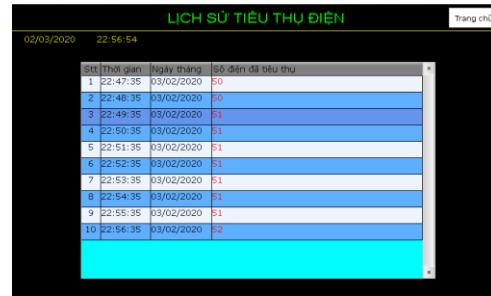 LỊCH SỬ TIÊU THỤ ĐIỆN
Trang chủ
02/03/2020 22:56:54
Stt Thời gian Ngày tháng Số điện đã tiêu thụ
1 22:47:35 03/02/2020 50
2 22:48:35 03/02/2020 50
3 22:49:35 03/02/2020 51
4 22:50:35 03/02/2020 51
5 22:51:35 03/02/2020 51
6 22:52:35 03/02/2020 51
7 22:53:35 03/02/2020 51
8 22:54:35 03/02/2020 51
9 22:55:35 03/02/2020 51
10 22:56:35 03/02/2020 52